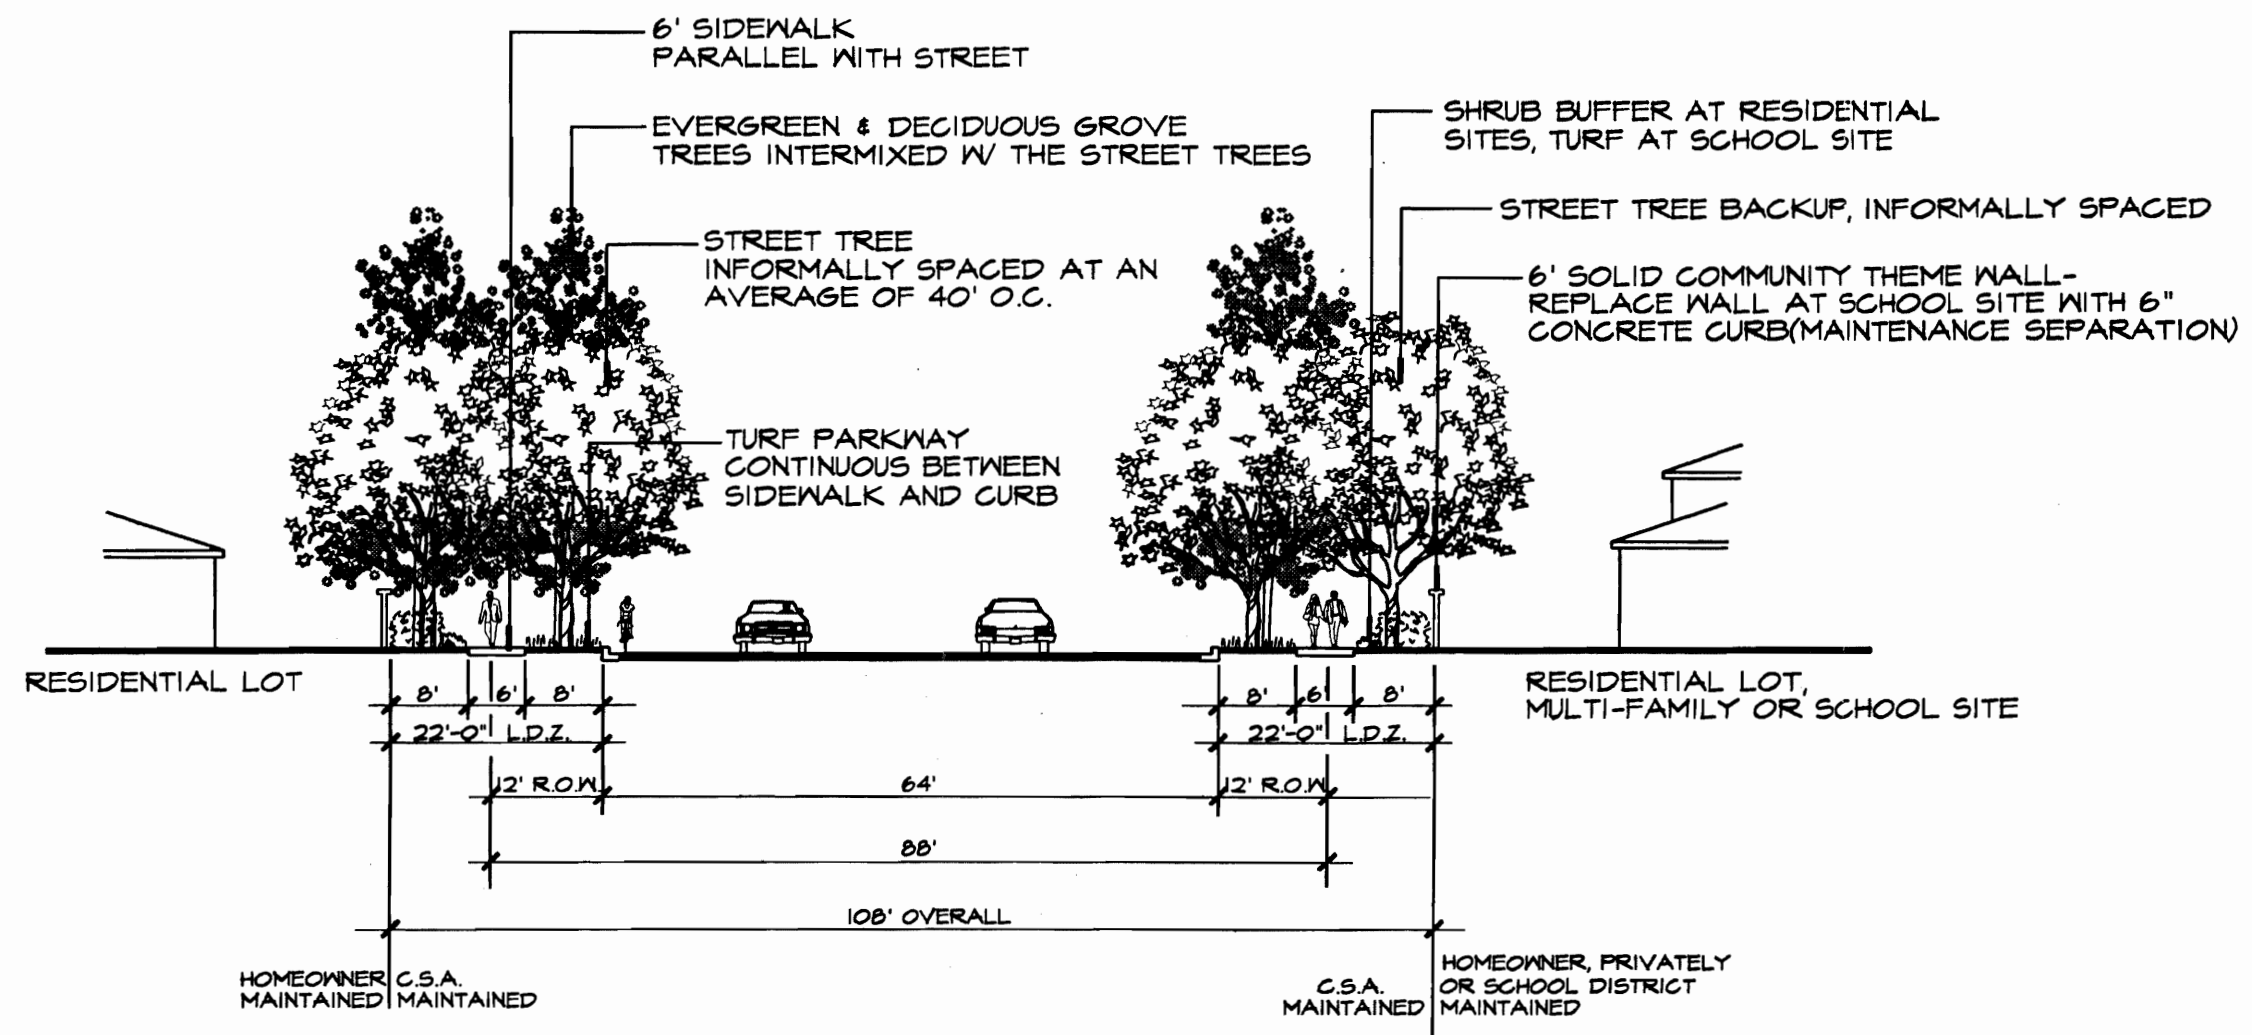 6' SIDEWALK
PARALLEL WITH STREET
EVERGREEN & DECIDUOUS GROVE
TREES INTERMIXED W/ THE STREET TREES
STREET TREE
INFORMALLY SPACED AT AN
AVERAGE OF 40' O.C.
TURF PARKWAY
CONTINUOUS BETWEEN
SIDEWALK AND CURB
SHRUB BUFFER AT RESIDENTIAL
SITES, TURF AT SCHOOL SITE
STREET TREE BACKUP, INFORMALLY SPACED
6' SOLID COMMUNITY THEME WALL-
REPLACE WALL AT SCHOOL SITE WITH 6"
CONCRETE CURB(MAINTENANCE SEPARATION)
RESIDENTIAL LOT
RESIDENTIAL LOT,
MULTI-FAMILY OR SCHOOL SITE
8' 6' 8'
22'-0" L.D.Z.
8' 6' 8'
22'-0" L.D.Z.
12' R.O.W. 64' 12' R.O.W.
88'
108' OVERALL
HOMEOWNER
MAINTAINED
C.S.A.
MAINTAINED
C.S.A.
MAINTAINED
HOMEOWNER, PRIVATELY
OR SCHOOL DISTRICT
MAINTAINED